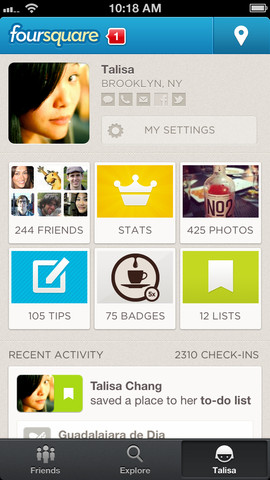 10:18 AM
foursquare
1
Talisa
BROOKLYN, NY
MY SETTINGS
244 FRIENDS
STATS
No2
425 PHOTOS
5x
105 TIPS
75 BADGES
12 LISTS
RECENT ACTIVITY 2310 CHECK-INS
Talisa Chang
saved a place to her to-do list
Guadalajara de Dia
Friends Explore Talisa